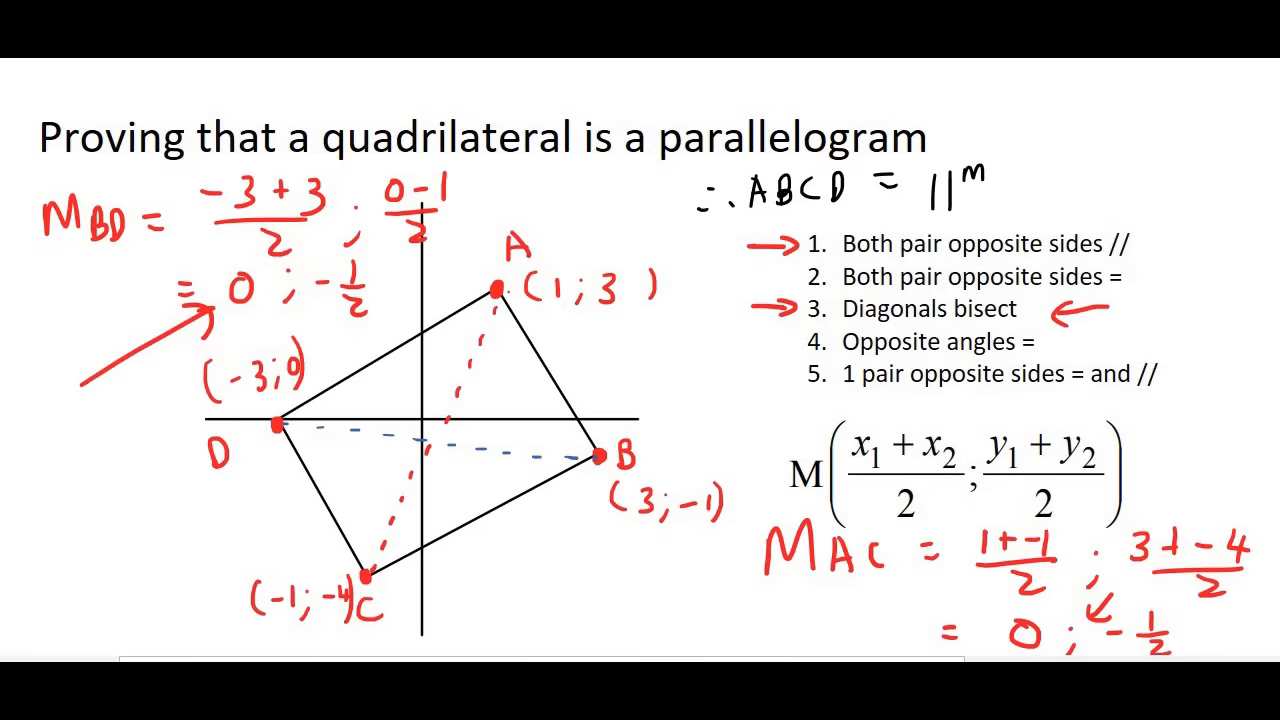 Proving that a quadrilateral is a parallelogram
M_BD = (-3+3)/2 ; (0-1)/2
= 0 ; -1/2
∴ ABCD = ||ᵐ
1. Both pair opposite sides //
2. Both pair opposite sides =
3. Diagonals bisect
4. Opposite angles =
5. 1 pair opposite sides = and //
A
(1 ; 3 )
(-3;0)
D
B
(3;-1)
(-1;-4)
C
M((x₁ + x₂)/2 ; (y₁ + y₂)/2)
M AC = (1+-1)/2 ; (3+-4)/2
= 0 ; -1/2